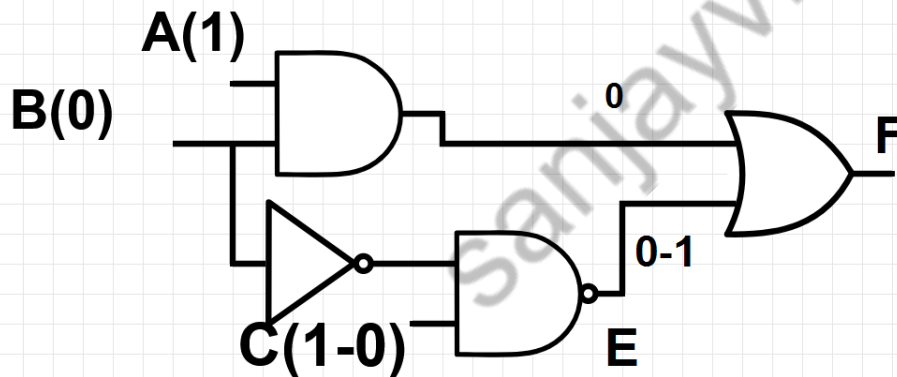 A(1)
B(0)
0
F
0-1
C(1-0)
E
sanjayv